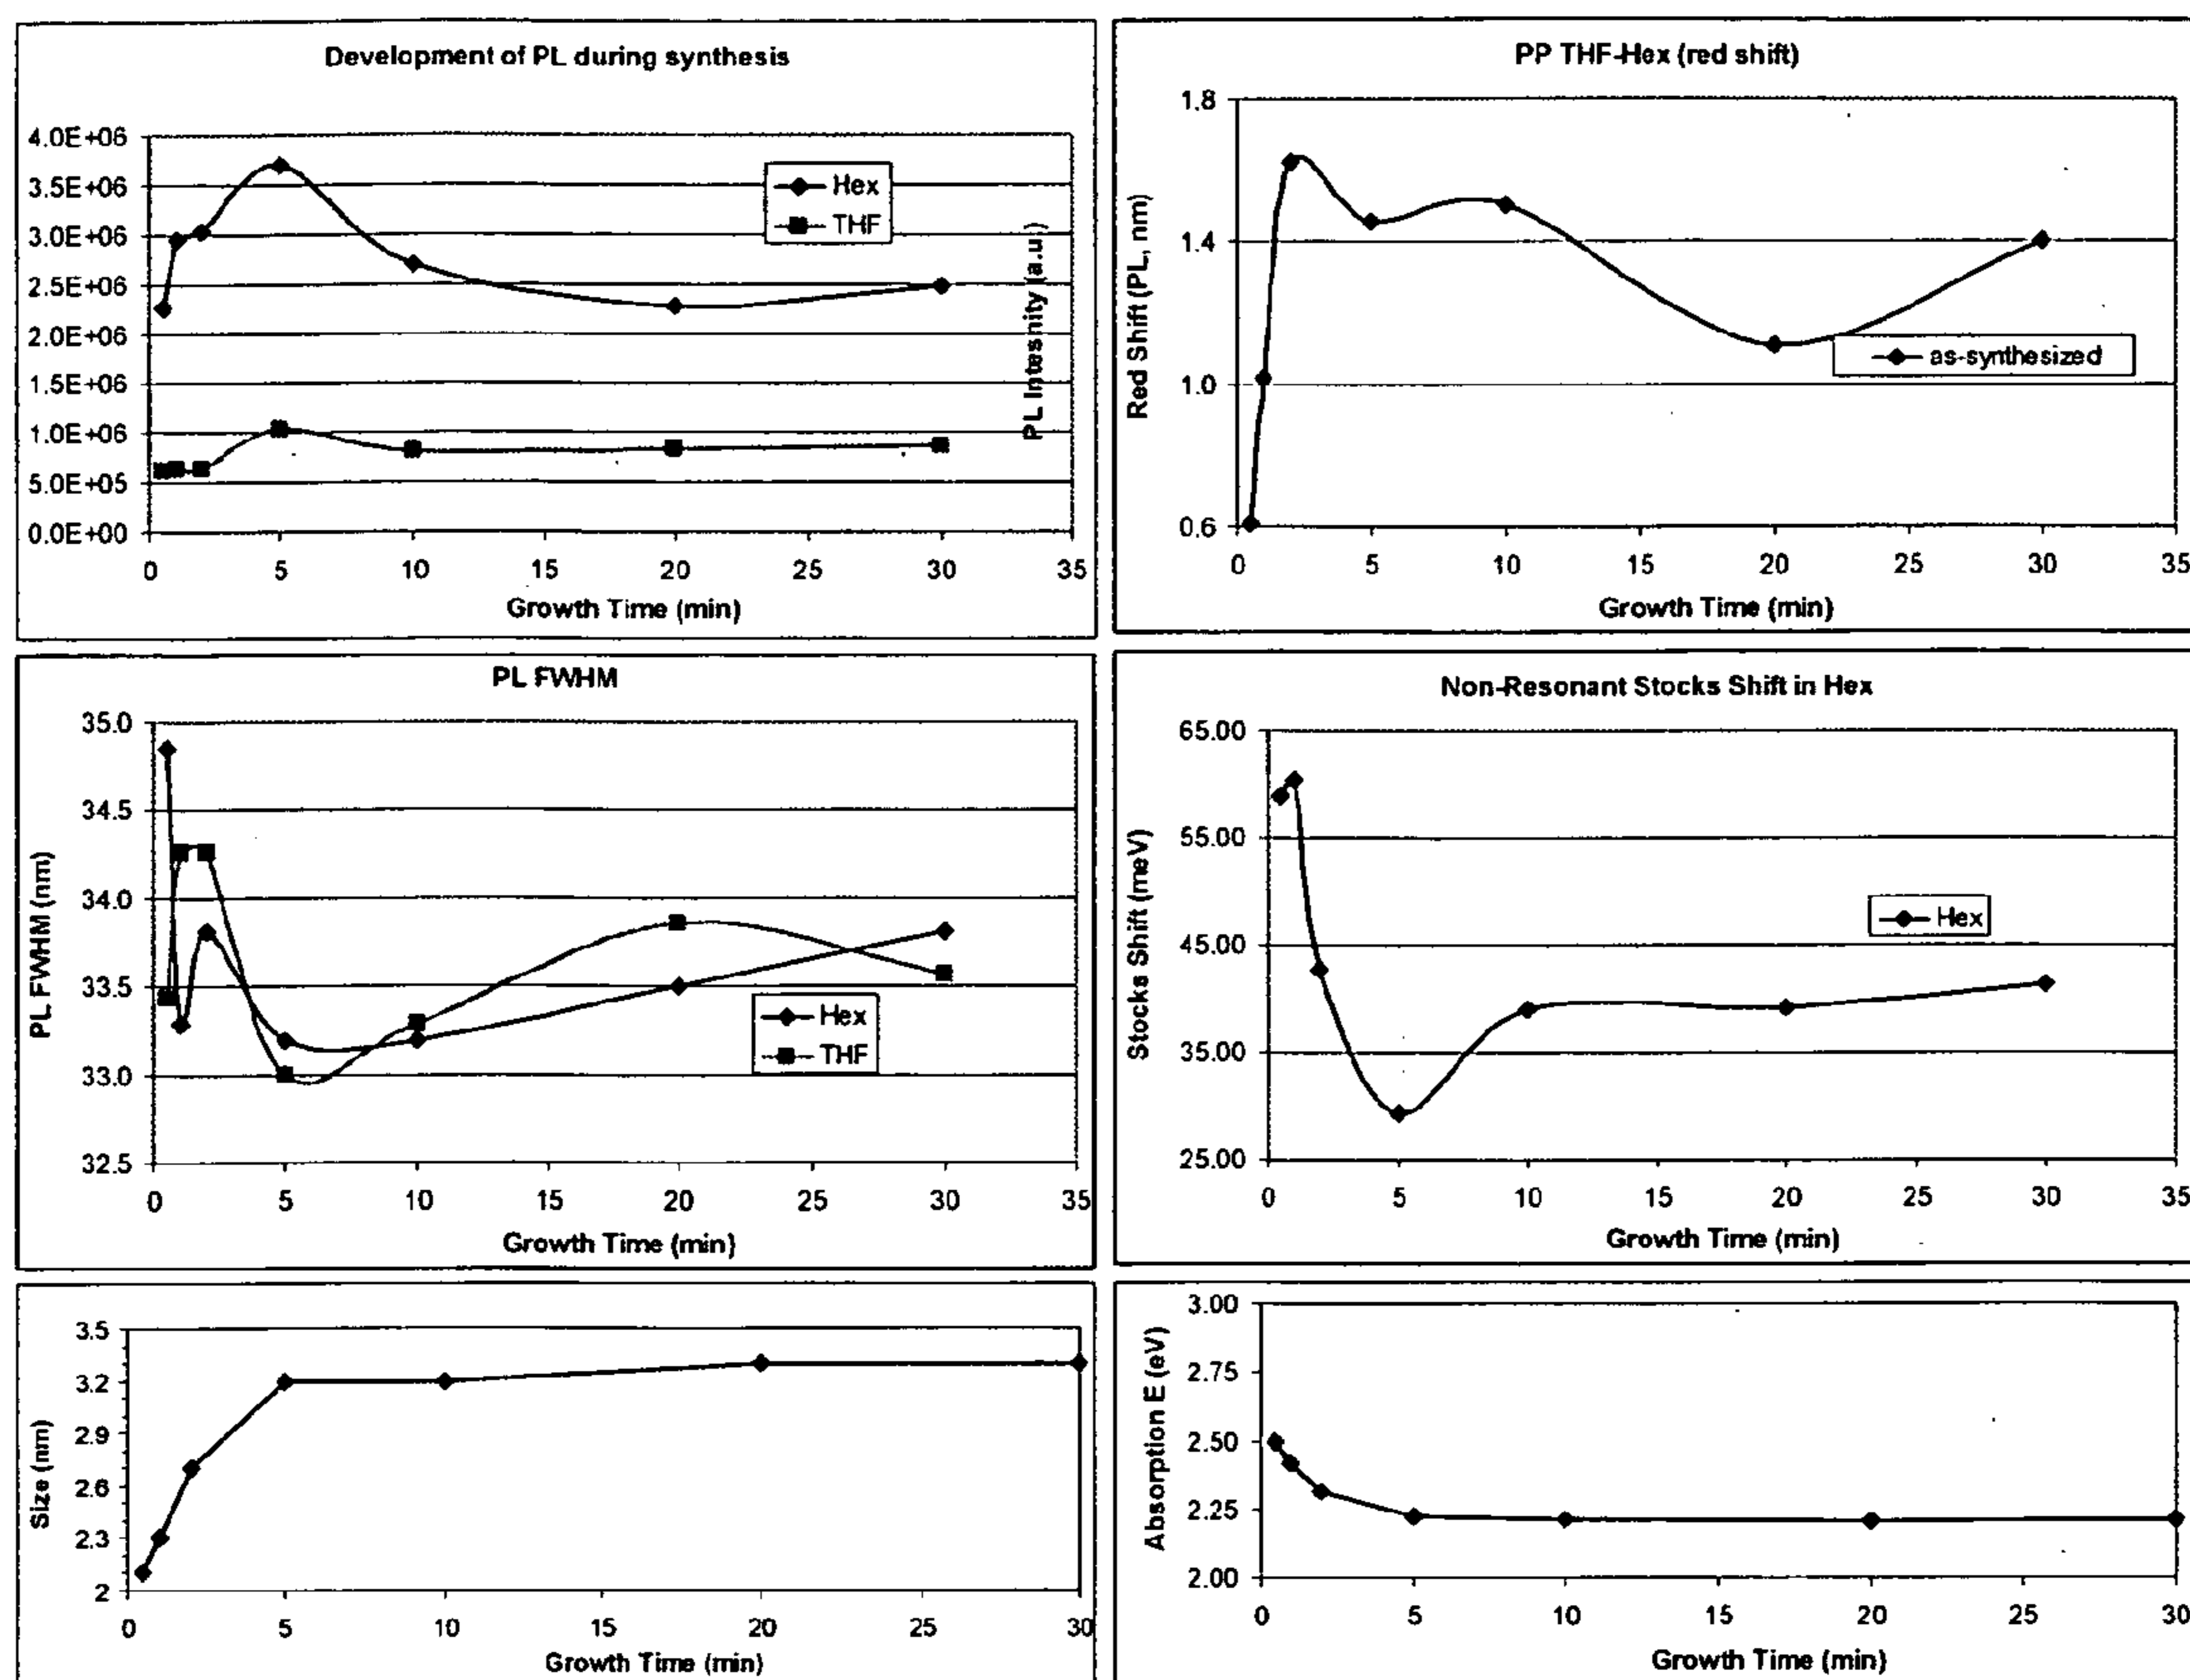 Development of PL during synthesis
4.0E+06
3.5E+06
3.0E+06
2.5E+06
2.0E+06
1.5E+06
1.0E+06
5.0E+05
0.0E+00
Hex
THF
PL Intesnity (a.u.)
0 5 10 15 20 25 30 35
Growth Time (min)
PP THF-Hex (red shift)
Red Shift (PL, nm)
1.8
1.4
1.0
0.6
as-synthesized
0 5 10 15 20 25 30 35
Growth Time (min)
PL FWHM
PL FWHM (nm)
35.0
34.5
34.0
33.5
33.0
32.5
Hex
THF
0 5 10 15 20 25 30 35
Growth Time (min)
Non-Resonant Stocks Shift in Hex
Stocks Shift (meV)
65.00
55.00
45.00
35.00
25.00
Hex
0 5 10 15 20 25 30 35
Growth Time (min)
Size (nm)
3.5
3.2
2.9
2.6
2.3
2
0 5 10 15 20 25 30
Growth Time (min)
Absorption E (eV)
3.00
2.75
2.50
2.25
2.00
0 5 10 15 20 25 30
Growth Time (min)